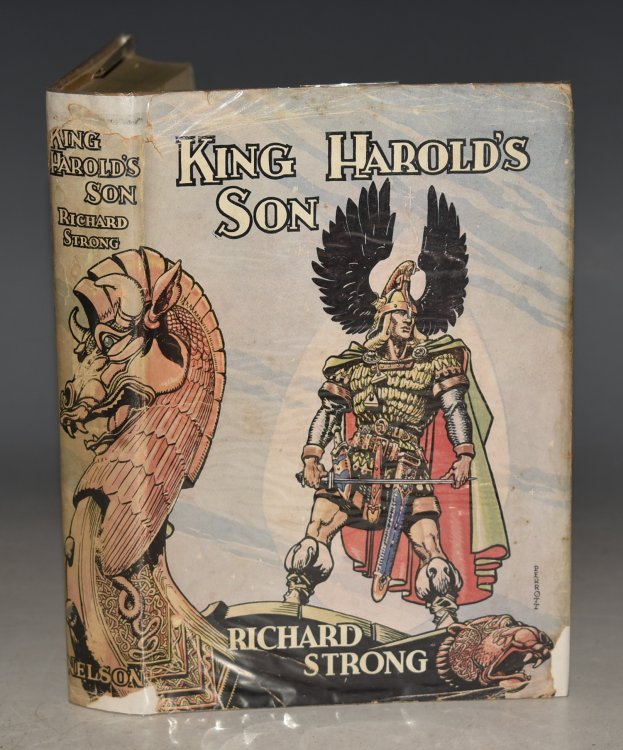 KING
HAROLD'S
SON
RICHARD
STRONG
NELSON
KING HAROLD'S
SON
RICHARD
STRONG